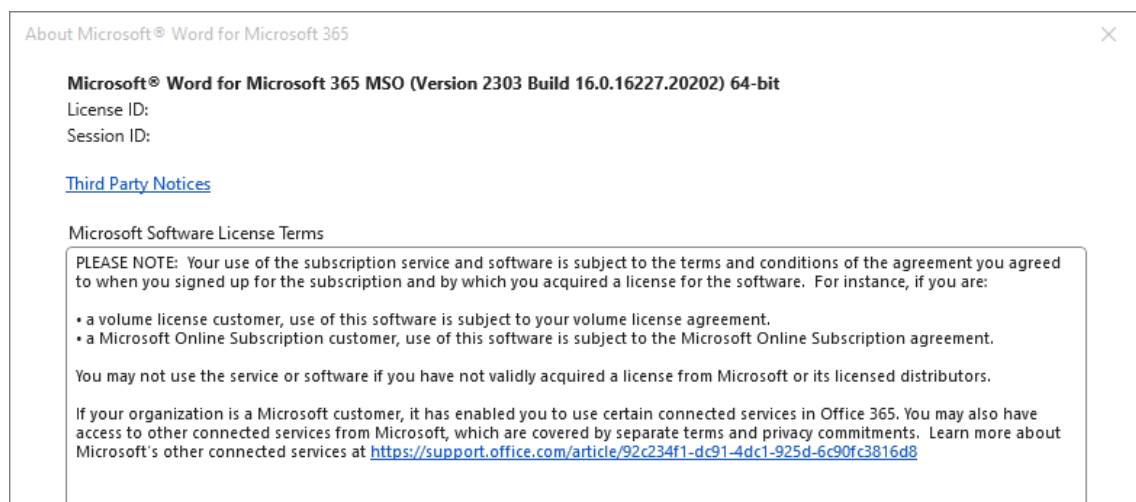 About Microsoft® Word for Microsoft 365
Microsoft® Word for Microsoft 365 MSO (Version 2303 Build 16.0.16227.20202) 64-bit
License ID:
Session ID:
Third Party Notices
Microsoft Software License Terms
PLEASE NOTE:  Your use of the subscription service and software is subject to the terms and conditions of the agreement you agreed
to when you signed up for the subscription and by which you acquired a license for the software.  For instance, if you are:
• a volume license customer, use of this software is subject to your volume license agreement.
• a Microsoft Online Subscription customer, use of this software is subject to the Microsoft Online Subscription agreement.
You may not use the service or software if you have not validly acquired a license from Microsoft or its licensed distributors.
If your organization is a Microsoft customer, it has enabled you to use certain connected services in Office 365. You may also have
access to other connected services from Microsoft, which are covered by separate terms and privacy commitments.  Learn more about
Microsoft's other connected services at https://support.office.com/article/92c234f1-dc91-4dc1-925d-6c90fc3816d8